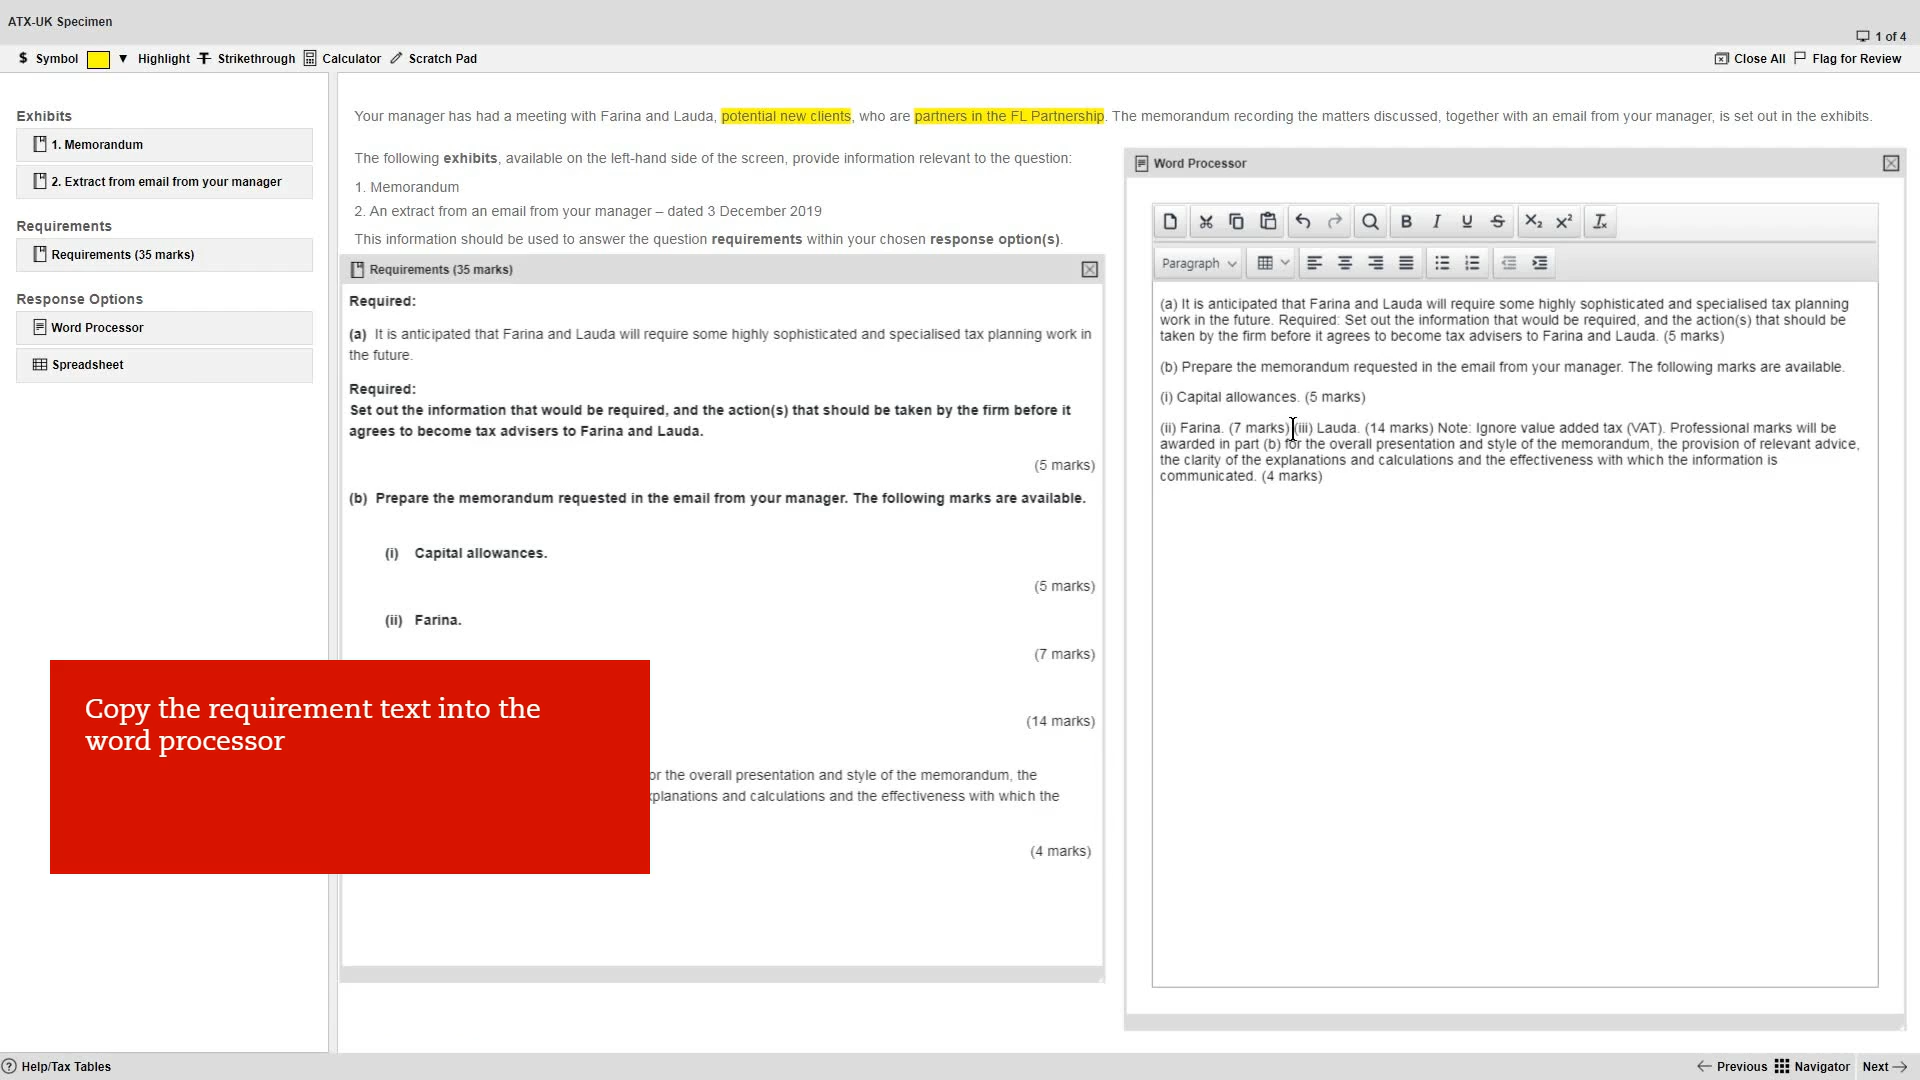 ATX-UK Specimen
1 of 4
$ Symbol Highlight Strikethrough Calculator Scratch Pad
Close All Flag for Review
Exhibits
1. Memorandum
2. Extract from email from your manager
Requirements
Requirements (35 marks)
Response Options
Word Processor
Spreadsheet
Your manager has had a meeting with Farina and Lauda, potential new clients, who are partners in the FL Partnership. The memorandum recording the matters discussed, together with an email from your manager, is set out in the exhibits.
The following exhibits, available on the left-hand side of the screen, provide information relevant to the question:
1. Memorandum
2. An extract from an email from your manager – dated 3 December 2019
This information should be used to answer the question requirements within your chosen response option(s).
Requirements (35 marks)
Required:
(a) It is anticipated that Farina and Lauda will require some highly sophisticated and specialised tax planning work in
the future.
Required:
Set out the information that would be required, and the action(s) that should be taken by the firm before it
agrees to become tax advisers to Farina and Lauda.
(5 marks)
(b) Prepare the memorandum requested in the email from your manager. The following marks are available.
(i) Capital allowances.
(5 marks)
(ii) Farina.
(7 marks)
(14 marks)
or the overall presentation and style of the memorandum, the
xplanations and calculations and the effectiveness with which the
(4 marks)
Copy the requirement text into the
word processor
Word Processor
B I U S X₂ X² Ix
Paragraph
(a) It is anticipated that Farina and Lauda will require some highly sophisticated and specialised tax planning
work in the future. Required: Set out the information that would be required, and the action(s) that should be
taken by the firm before it agrees to become tax advisers to Farina and Lauda. (5 marks)
(b) Prepare the memorandum requested in the email from your manager. The following marks are available.
(i) Capital allowances. (5 marks)
(ii) Farina. (7 marks) (iii) Lauda. (14 marks) Note: Ignore value added tax (VAT). Professional marks will be
awarded in part (b) for the overall presentation and style of the memorandum, the provision of relevant advice,
the clarity of the explanations and calculations and the effectiveness with which the information is
communicated. (4 marks)
Help/Tax Tables
Previous Navigator Next